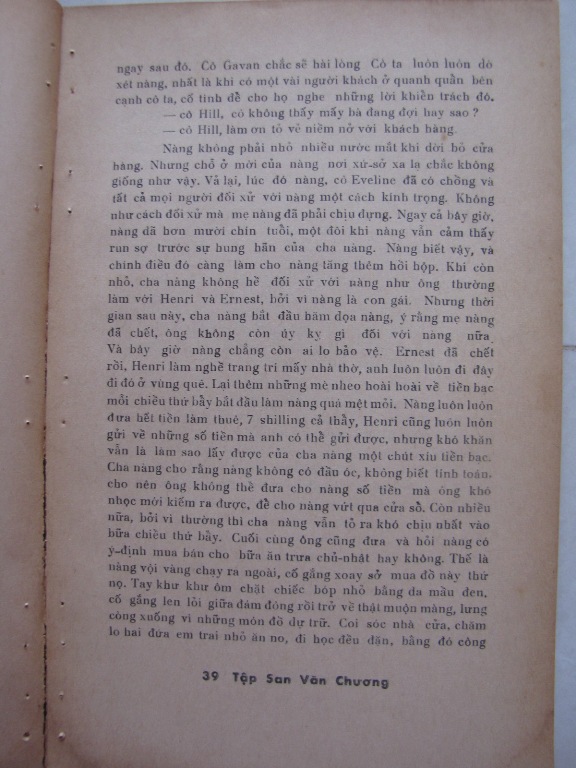 ngay sau đó. Cô Gavan chắc sẽ hài lòng Cô ta luôn luôn dò
xét nàng, nhất là khi có một vài người khách ở quanh quần bên
cạnh cô ta, cố tình để cho họ nghe những lời khiển trách đó.
— cô Hill, cô không thấy mấy bà đang đợi hay sao ?
— cô Hill, làm ơn tỏ vẻ niềm nở với khách hàng.
Nàng không phải nhỏ nhiều nước mắt khi dời bỏ cửa
hàng. Nhưng chỗ ở mới của nàng nơi xứ-sở xa lạ chắc không
giống như vậy. Vả lại, lúc đó nàng, cô Eveline đã có chồng và
tất cả mọi người đối xử với nàng một cách kính trọng. Không
như cách đối xử mà mẹ nàng đã phải chịu đựng. Ngay cả bây giờ,
nàng đã hơn mười chín tuổi, một đôi khi nàng vẫn cảm thấy
run sợ trước sự hung hãn của cha nàng. Nàng biết vậy, và
chính điều đó càng làm cho nàng tăng thêm hồi hộp. Khi còn
nhỏ, cha nàng không hề đối xử với nàng như ông thường
làm với Henri và Ernest, bởi vì nàng là con gái. Nhưng thời
gian sau này, cha nàng bắt đầu hăm dọa nàng, ý rằng mẹ nàng
đã chết, ông không còn úy kỵ gì đối với nàng nữa
Và bây giờ nàng chẳng còn ai lo bảo vệ. Ernest đã chết
rồi, Henri làm nghề trang trí mấy nhà thờ, anh luôn luôn đi đây
đi đó ở vùng quê. Lại thêm những mè nheo hoài hoài về tiền bạc
mỗi chiều thứ bẩy bắt đầu làm nàng quá mệt mỏi. Nàng luôn luôn
đưa hết tiền làm thuê, 7 shilling cả thầy, Henri cũng luôn luôn
gửi về những số tiền mà anh có thể gửi được, nhưng khó khăn
vẫn là làm sao lấy được của cha nàng một chút xíu tiền bạc.
Cha nàng cho rằng nàng không có đầu óc, không biết tính toán,
cho nên ông không thể đưa cho nàng số tiền mà ông khó
nhọc mới kiếm ra được, để cho nàng vứt qua cửa sổ. Còn nhiều
nữa, bởi vì thường thì cha nàng vẫn tỏ ra khó chịu nhất vào
bữa chiều thứ bẩy. Cuối cùng ông cũng đưa và hỏi nàng có
ý-định mua bán cho bữa ăn trưa chủ-nhật hay không. Thế là
nàng vội vàng chạy ra ngoài, cố gắng xoay sở mua đồ này thứ
nọ. Tay khư khư ôm chặt chiếc bóp nhỏ bằng da mầu đen,
cố gắng len lỏi giữa đám đông rồi trở về thật muộn màng, lưng
còng xuống vì những món đồ dự trữ. Coi sóc nhà cửa, chăm
lo hai đứa em trai nhỏ ăn no, đi học đều đặn, bằng đó công
39 Tập San Văn Chương